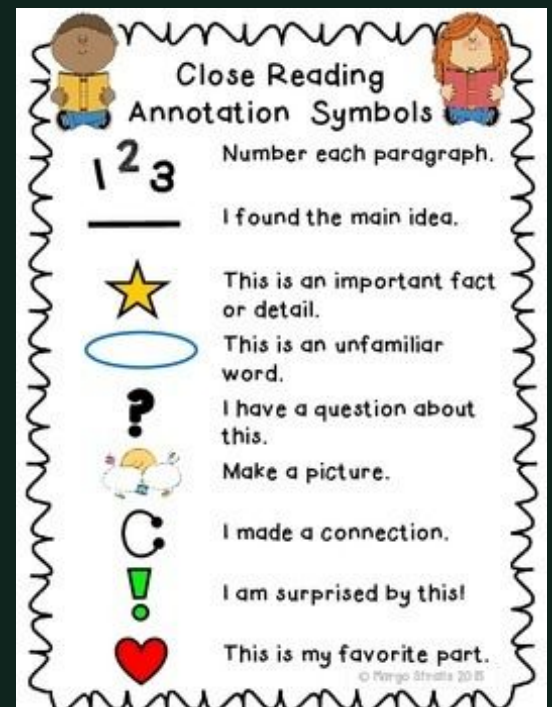 Close Reading
Annotation Symbols
1 2 3
Number each paragraph.
I found the main idea.
This is an important fact
or detail.
This is an unfamiliar
word.
?
I have a question about
this.
Make a picture.
I made a connection.
!
I am surprised by this!
This is my favorite part.